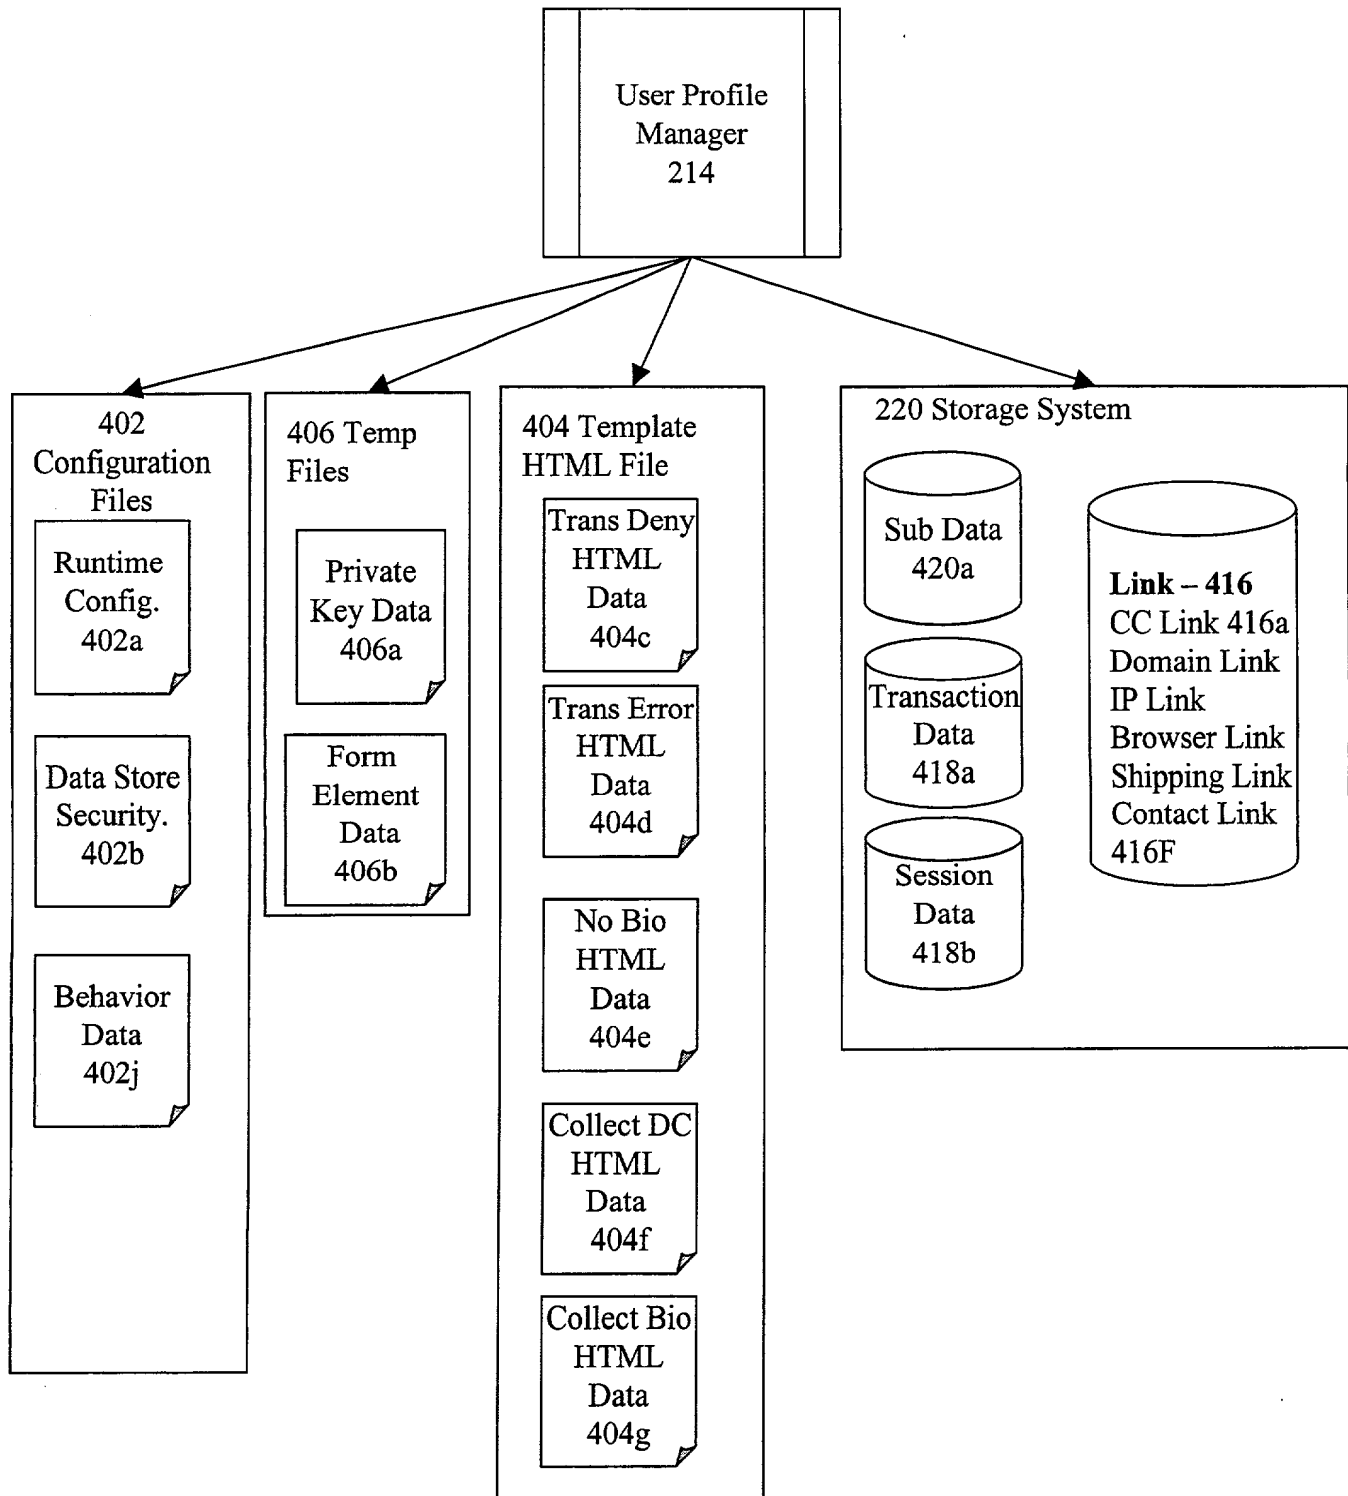 User Profile
Manager
214
402
Configuration
Files
Runtime
Config.
402a
Data Store
Security.
402b
Behavior
Data
402j
406 Temp
Files
Private
Key Data
406a
Form
Element
Data
406b
404 Template
HTML File
Trans Deny
HTML
Data
404c
Trans Error
HTML
Data
404d
No Bio
HTML
Data
404e
Collect DC
HTML
Data
404f
Collect Bio
HTML
Data
404g
220 Storage System
Sub Data
420a
Transaction
Data
418a
Session
Data
418b
Link – 416
CC Link 416a
Domain Link
IP Link
Browser Link
Shipping Link
Contact Link
416F